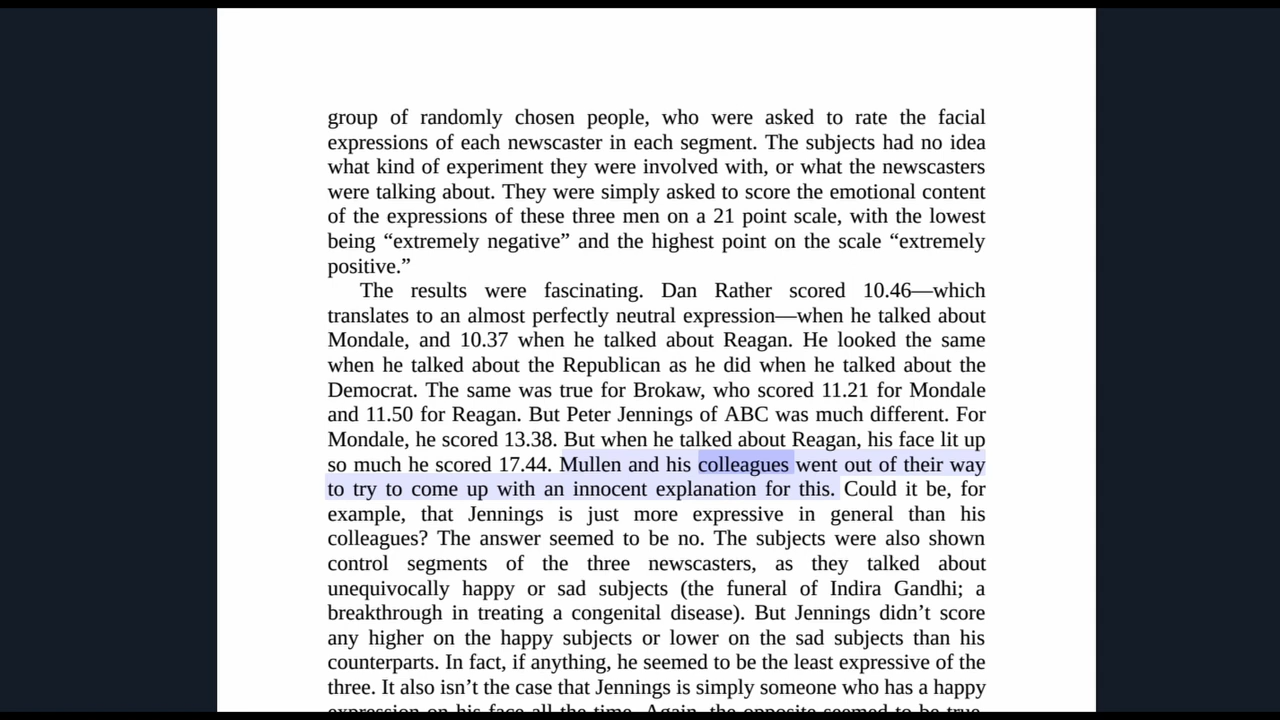 group of randomly chosen people, who were asked to rate the facial
expressions of each newscaster in each segment. The subjects had no idea
what kind of experiment they were involved with, or what the newscasters
were talking about. They were simply asked to score the emotional content
of the expressions of these three men on a 21 point scale, with the lowest
being “extremely negative” and the highest point on the scale “extremely
positive.”
The results were fascinating. Dan Rather scored 10.46—which
translates to an almost perfectly neutral expression—when he talked about
Mondale, and 10.37 when he talked about Reagan. He looked the same
when he talked about the Republican as he did when he talked about the
Democrat. The same was true for Brokaw, who scored 11.21 for Mondale
and 11.50 for Reagan. But Peter Jennings of ABC was much different. For
Mondale, he scored 13.38. But when he talked about Reagan, his face lit up
so much he scored 17.44. Mullen and his colleagues went out of their way
to try to come up with an innocent explanation for this. Could it be, for
example, that Jennings is just more expressive in general than his
colleagues? The answer seemed to be no. The subjects were also shown
control segments of the three newscasters, as they talked about
unequivocally happy or sad subjects (the funeral of Indira Gandhi; a
breakthrough in treating a congenital disease). But Jennings didn’t score
any higher on the happy subjects or lower on the sad subjects than his
counterparts. In fact, if anything, he seemed to be the least expressive of the
three. It also isn’t the case that Jennings is simply someone who has a happy
expression on his face all the time. Again, the opposite seemed to be true.